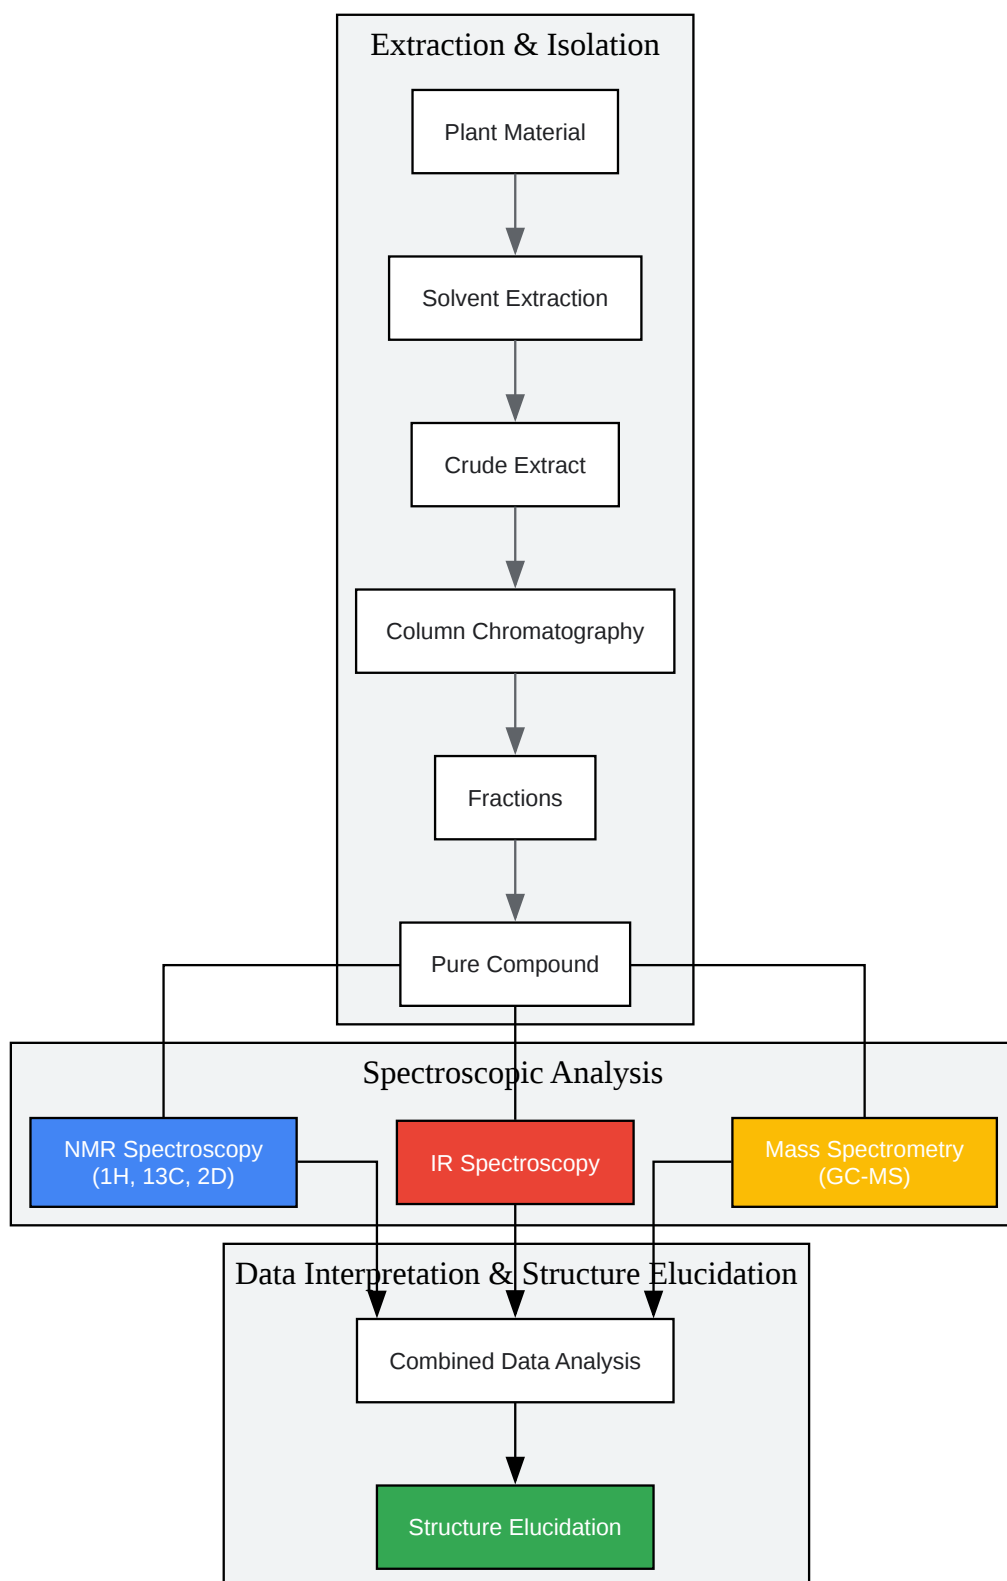 Extraction & Isolation
Plant Material
Solvent Extraction
Crude Extract
Column Chromatography
Fractions
Pure Compound
Spectroscopic Analysis
NMR Spectroscopy
(1H, 13C, 2D)
IR Spectroscopy
Mass Spectrometry
(GC-MS)
Data Interpretation & Structure Elucidation
Combined Data Analysis
Structure Elucidation